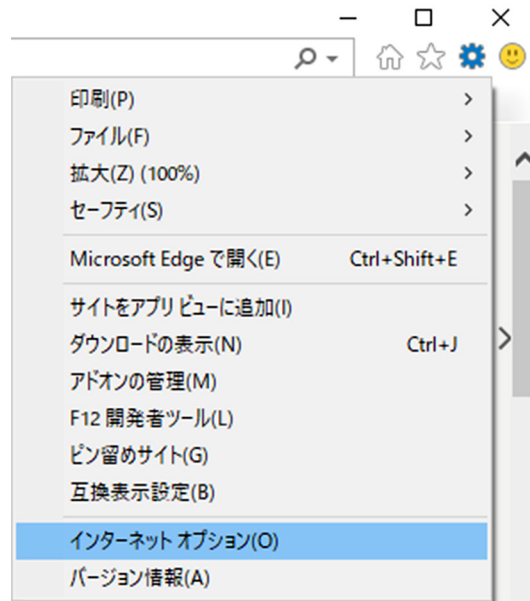 印刷(P)
ファイル(F)
拡大(Z) (100%)
セーフティ(S)
Microsoft Edge で開く(E) Ctrl+Shift+E
サイトをアプリ ビューに追加(I)
ダウンロードの表示(N) Ctrl+J
アドオンの管理(M)
F12 開発者ツール(L)
ピン留めサイト(G)
互換表示設定(B)
インターネット オプション(O)
バージョン情報(A)